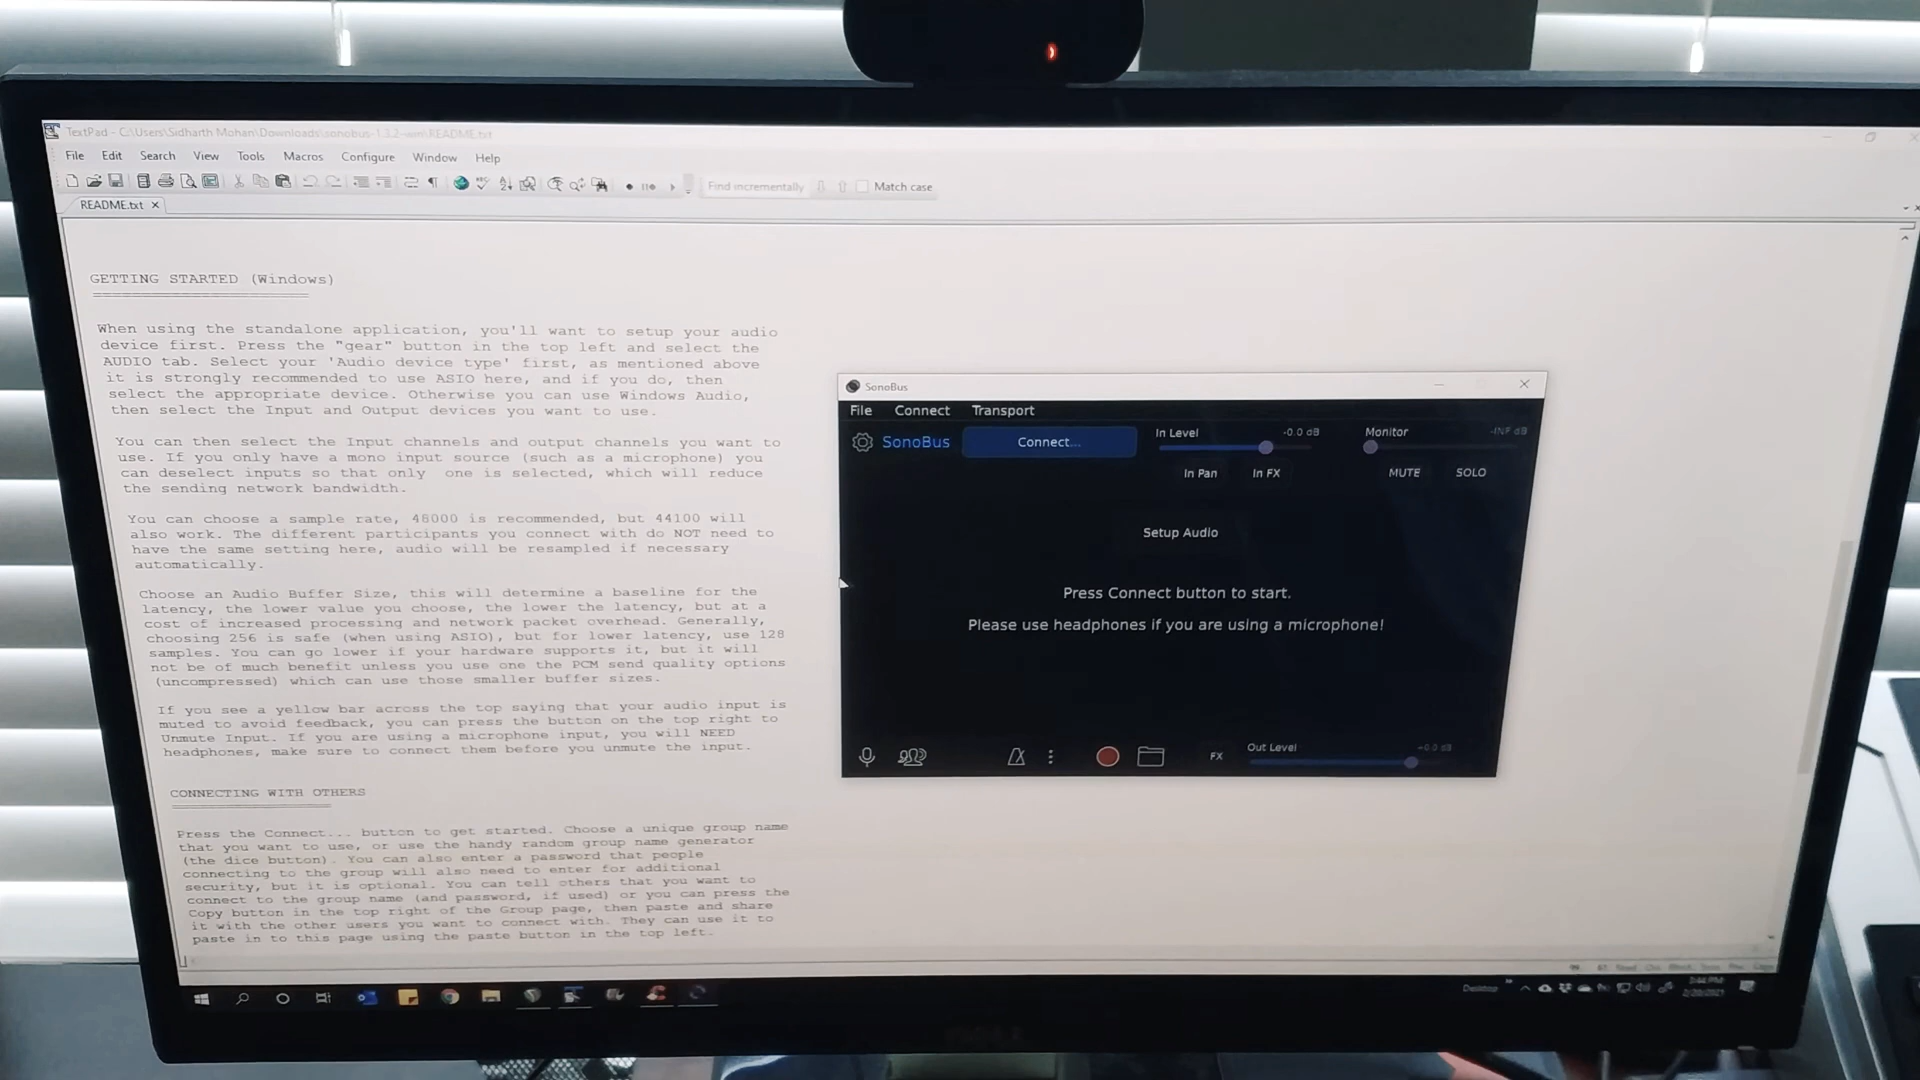 TextPad - C:\Users\Sidharth Mohan\Downloads\sonobus-1.3.2-win\README.txt
File Edit Search View Tools Macros Configure Window Help
Find incrementally Match case
README.txt
GETTING STARTED (Windows)
When using the standalone application, you'll want to setup your audio
device first. Press the "gear" button in the top left and select the
AUDIO tab. Select your 'Audio device type' first, as mentioned above
it is strongly recommended to use ASIO here, and if you do, then
select the appropriate device. Otherwise you can use Windows Audio,
then select the Input and Output devices you want to use.
You can then select the Input channels and output channels you want to
use. If you only have a mono input source (such as a microphone) you
can deselect inputs so that only one is selected, which will reduce
the sending network bandwidth.
You can choose a sample rate, 48000 is recommended, but 44100 will
also work. The different participants you connect with do NOT need to
have the same setting here, audio will be resampled if necessary
automatically.
Choose an Audio Buffer Size, this will determine a baseline for the
latency, the lower value you choose, the lower the latency, but at a
cost of increased processing and network packet overhead. Generally,
choosing 256 is safe (when using ASIO), but for lower latency, use 128
samples. You can go lower if your hardware supports it, but it will
not be of much benefit unless you use one the PCM send quality options
(uncompressed) which can use those smaller buffer sizes.
If you see a yellow bar across the top saying that your audio input is
muted to avoid feedback, you can press the button on the top right to
Unmute Input. If you are using a microphone input, you will NEED
headphones, make sure to connect them before you unmute the input.
CONNECTING WITH OTHERS
Press the Connect... button to get started. Choose a unique group name
that you want to use, or use the handy random group name generator
(the dice button). You can also enter a password that people
connecting to the group will also need to enter for additional
security, but it is optional. You can tell others that you want to
connect to the group name (and password, if used) or you can press the
Copy button in the top right of the Group page, then paste and share
it with the other users you want to connect with. They can use it to
paste in to this page using the paste button in the top left.
SonoBus
File Connect Transport
SonoBus Connect... In Level -0.0 dB Monitor -INF dB
In Pan In FX MUTE SOLO
Setup Audio
Press Connect button to start.
Please use headphones if you are using a microphone!
FX Out Level +0.0 dB
Desktop
2/20/2021